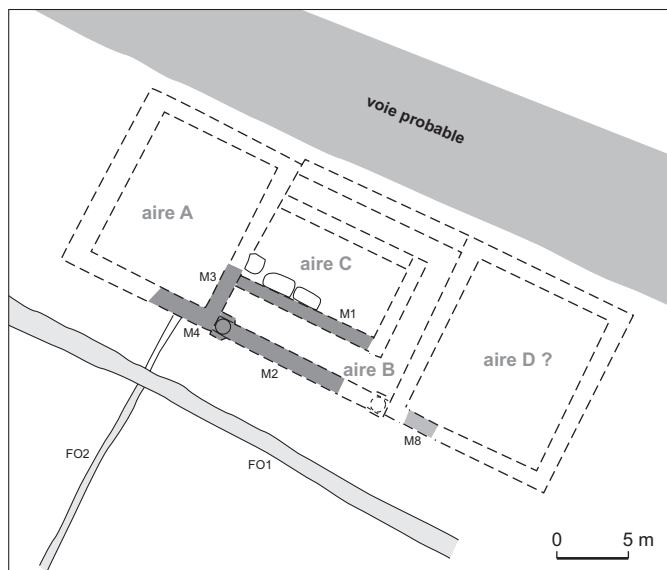 voie probable
aire A
aire C
M3
M1
M4
aire B
aire D ?
M2
M8
FO2
FO1
0 5 m